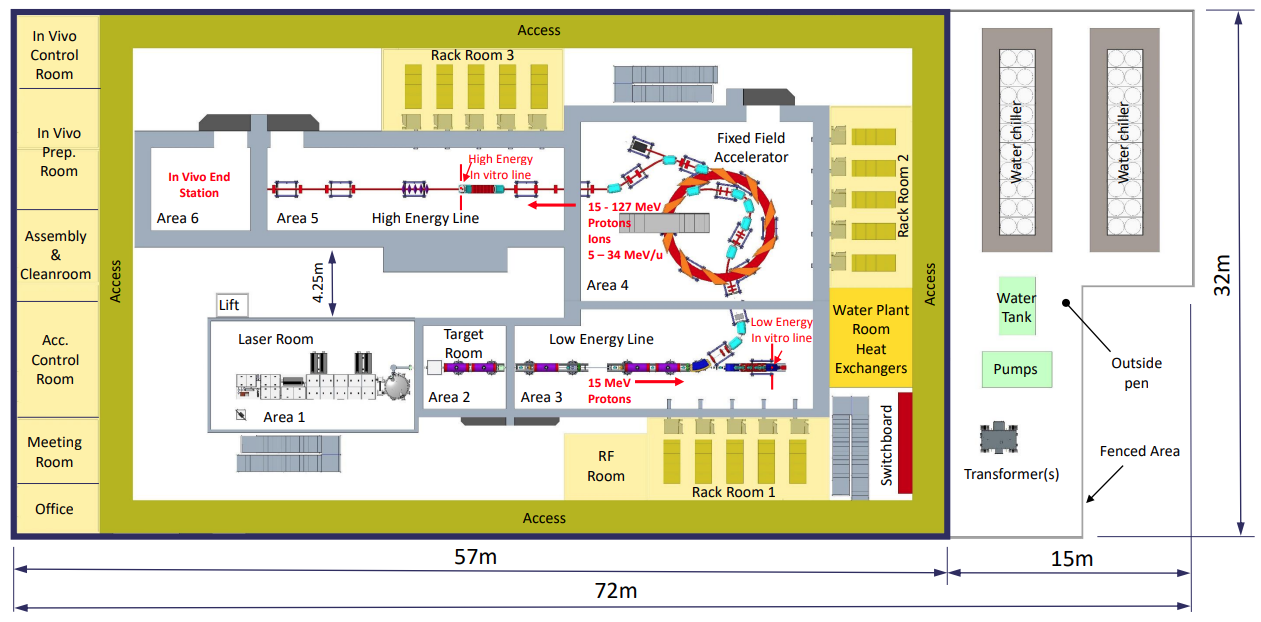 In Vivo
Control
Room
In Vivo
Prep.
Room
Assembly
&
Cleanroom
Acc.
Control
Room
Meeting
Room
Office
Access
Access
Access
Access
Rack Room 3
In Vivo End
Station
Area 6
Area 5
High Energy Line
High Energy
In vitro line
Fixed Field
Accelerator
15 - 127 MeV
Protons
Ions
5 – 34 MeV/u
Area 4
Rack Room 2
4.25m
Lift
Laser Room
Area 1
Target
Room
Area 2
Low Energy Line
Low Energy
In vitro line
15 MeV
Protons
Area 3
Water Plant
Room
Heat
Exchangers
RF
Room
Rack Room 1
Switchboard
Water chiller
Water chiller
Water
Tank
Pumps
Outside
pen
Transformer(s)
Fenced Area
32m
57m
15m
72m